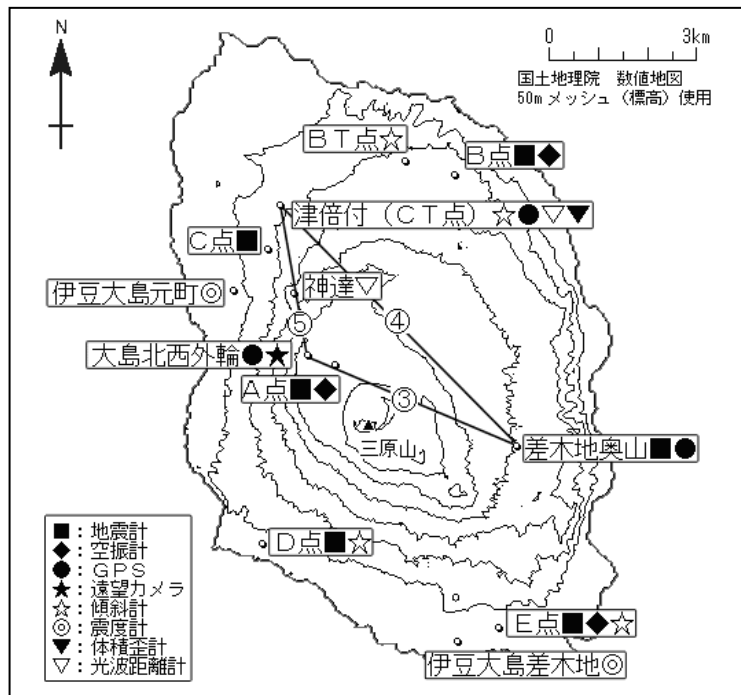 N
0 3km
国土地理院 数値地図
50mメッシュ(標高)使用
BT点☆
B点■◆
津倍付(CT点)☆●▽▼
C点■
伊豆大島元町◎
神達▽
⑤
④
大島北西外輪●★
A点■◆
③
三原山
差木地奥山■●
D点■☆
E点■◆☆
伊豆大島差木地◎
■:地震計
◆:空振計
●:GPS
★:遠望カメラ
☆:傾斜計
◎:震度計
▼:体積歪計
▽:光波距離計